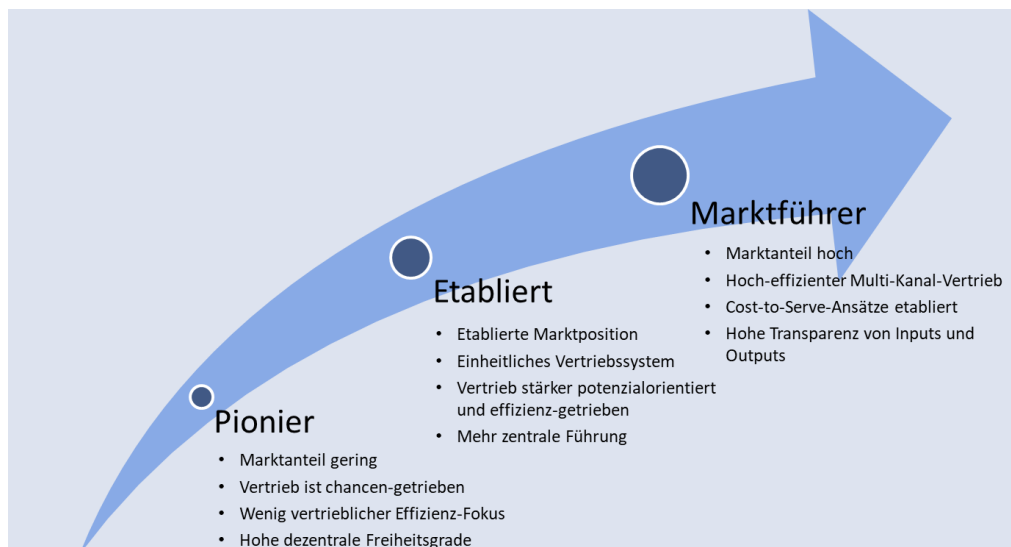 Marktführer
• Marktanteil hoch
• Hoch-effizienter Multi-Kanal-Vertrieb
• Cost-to-Serve-Ansätze etabliert
• Hohe Transparenz von Inputs und
Outputs
Etabliert
• Etablierte Marktposition
• Einheitliches Vertriebssystem
• Vertrieb stärker potenzialorientiert
und effizienz-getrieben
• Mehr zentrale Führung
Pionier
• Marktanteil gering
• Vertrieb ist chancen-getrieben
• Wenig vertrieblicher Effizienz-Fokus
• Hohe dezentrale Freiheitsgrade